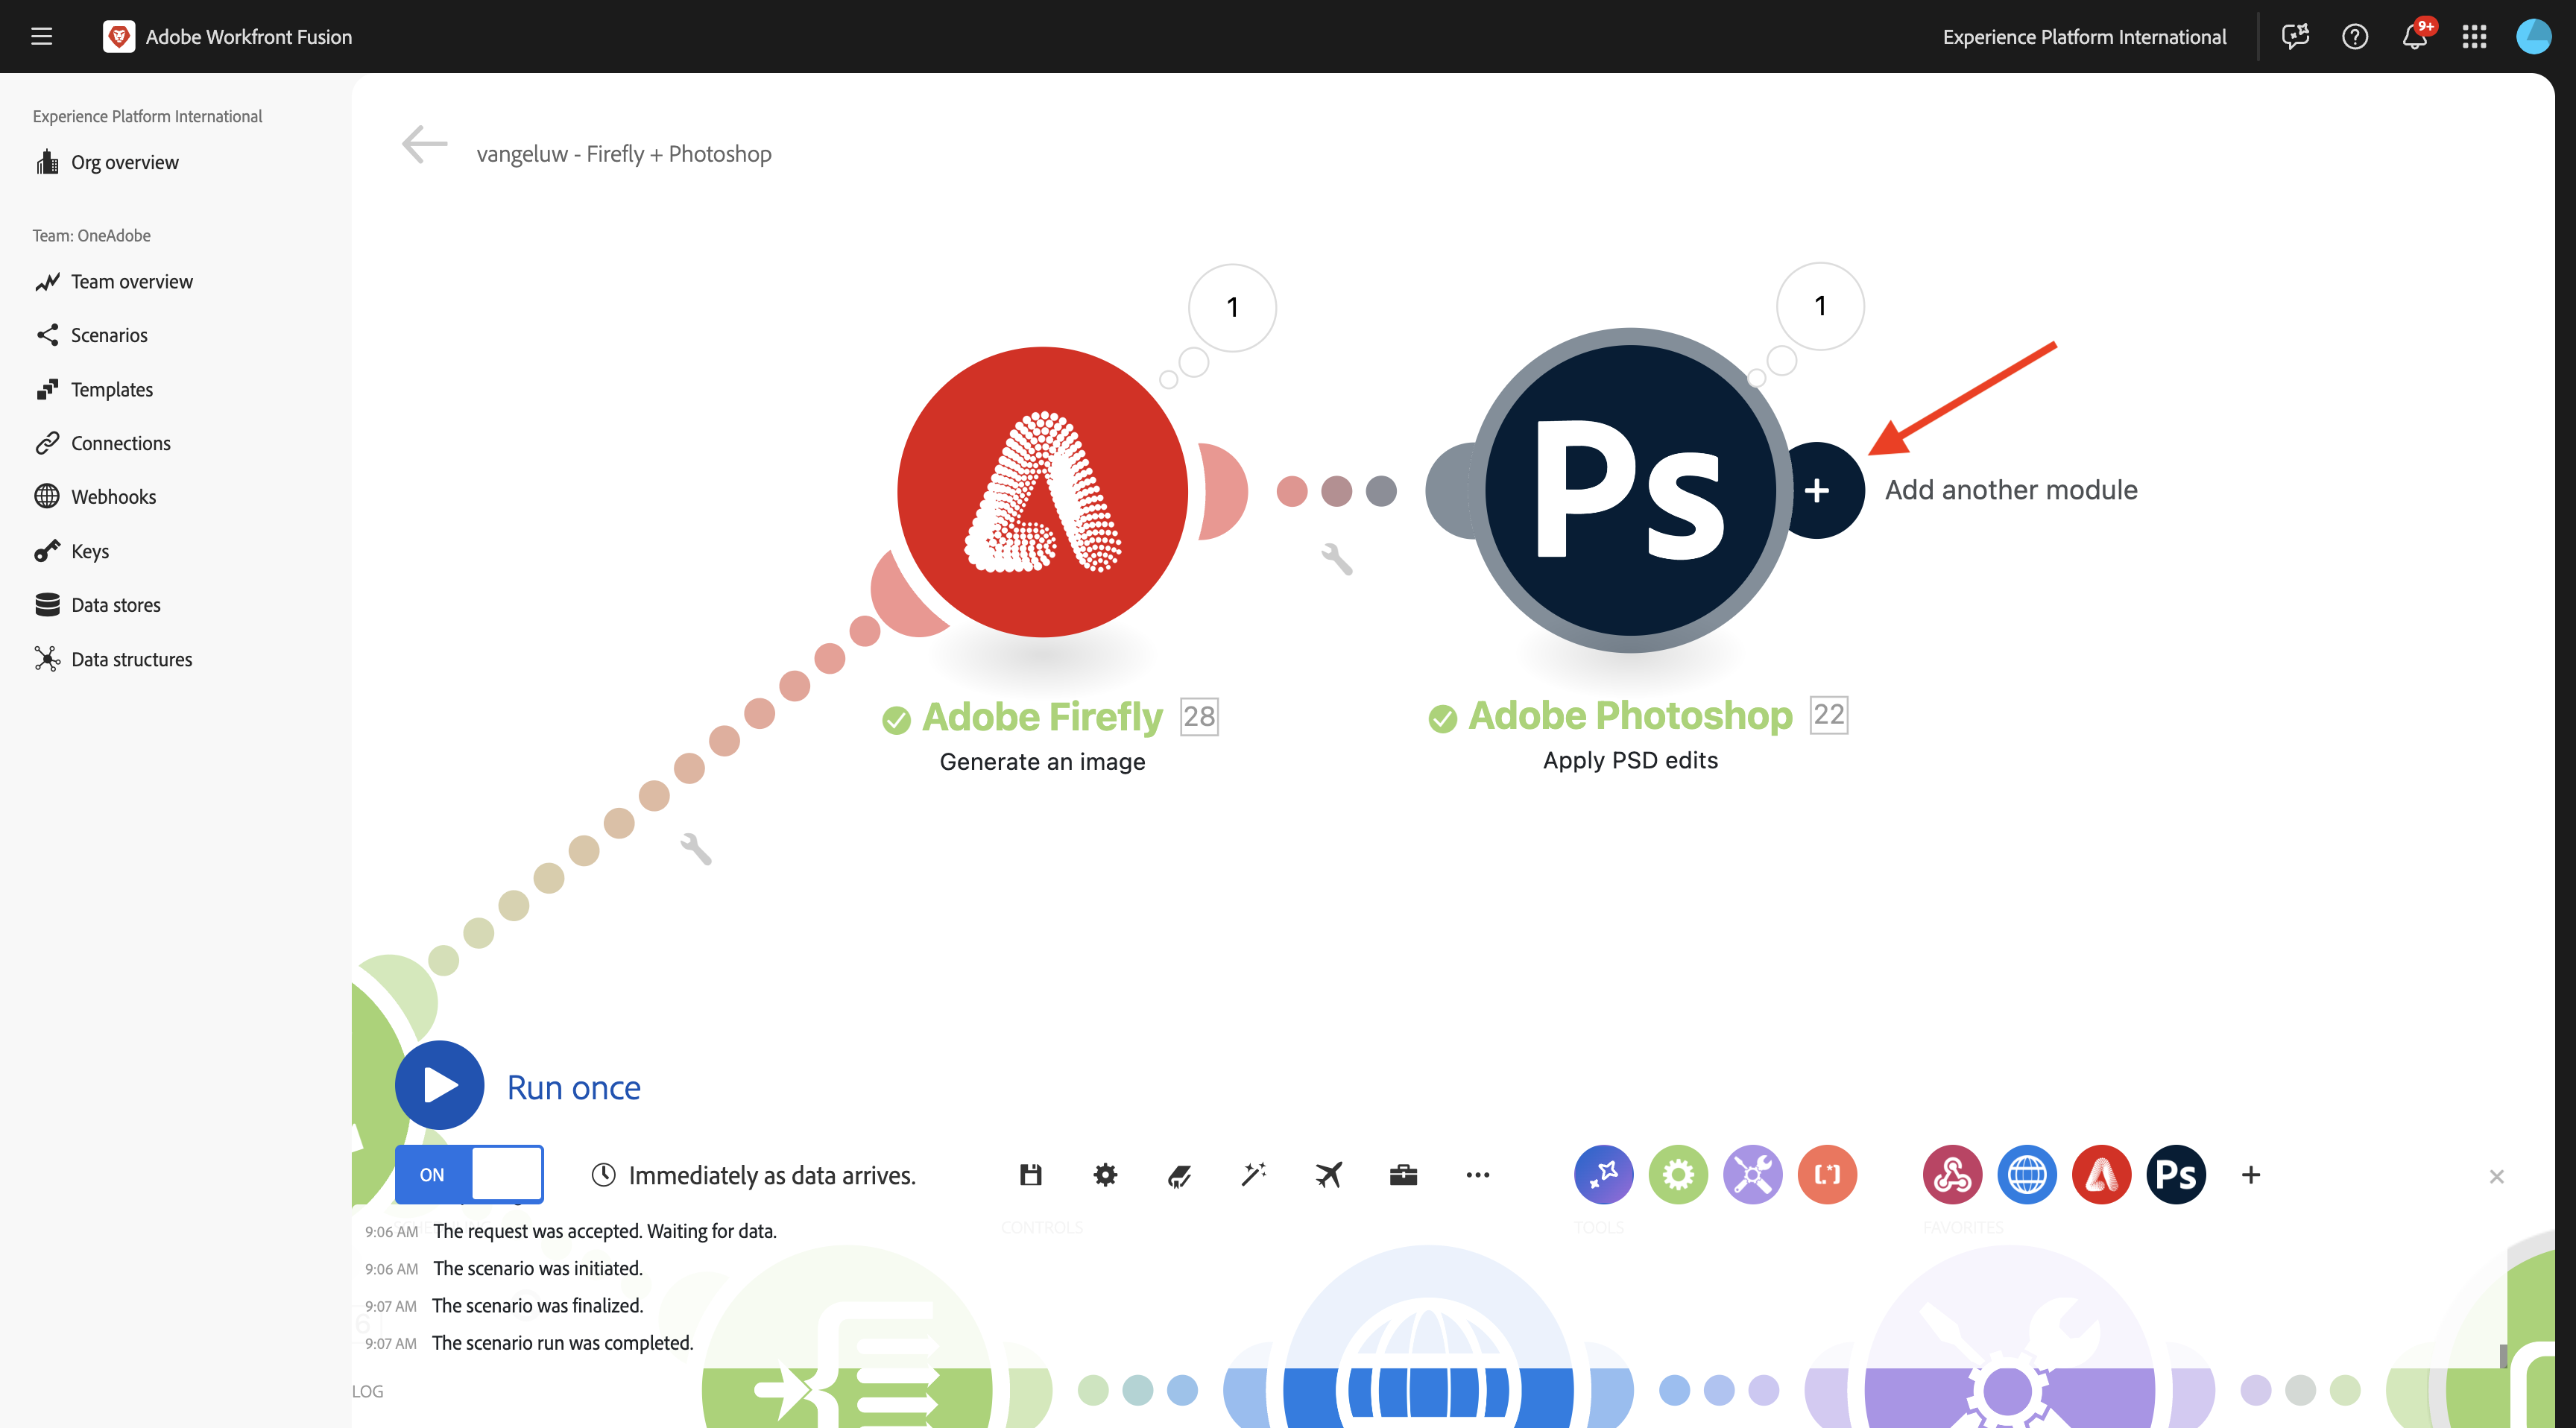 Adobe Workfront Fusion
Experience Platform International
9+
Experience Platform International
Org overview
Team: OneAdobe
Team overview
Scenarios
Templates
Connections
Webhooks
Keys
Data stores
Data structures
vangeluw - Firefly + Photoshop
1
1
Ps
Add another module
Adobe Firefly 28
Generate an image
Adobe Photoshop 22
Apply PSD edits
Run once
ON
Immediately as data arrives.
Ps
CONTROLS
TOOLS
FAVORITES
9:06 AM The request was accepted. Waiting for data.
9:06 AM The scenario was initiated.
9:07 AM The scenario was finalized.
9:07 AM The scenario run was completed.
6
LOG